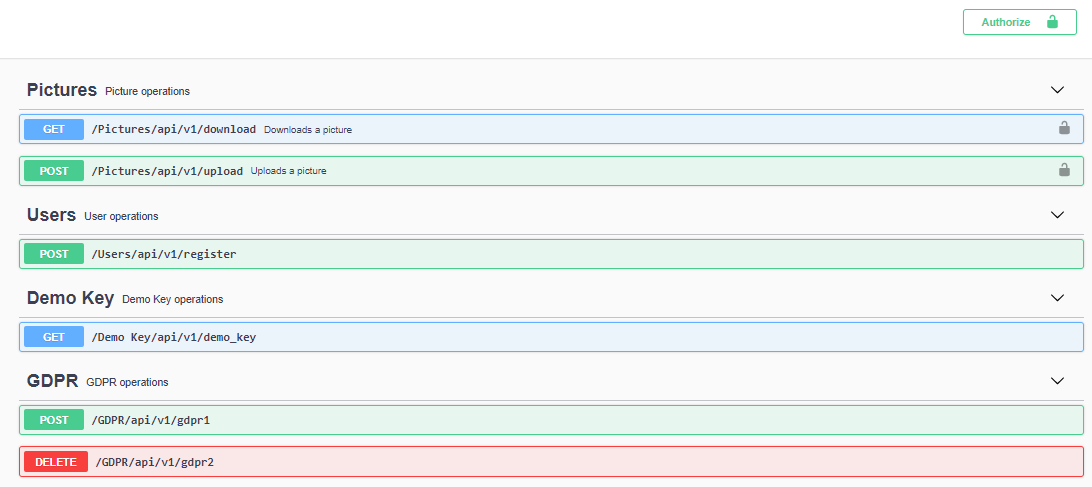 Authorize
Pictures Picture operations
GET /Pictures/api/v1/download Downloads a picture
POST /Pictures/api/v1/upload Uploads a picture
Users User operations
POST /Users/api/v1/register
Demo Key Demo Key operations
GET /Demo Key/api/v1/demo_key
GDPR GDPR operations
POST /GDPR/api/v1/gdpr1
DELETE /GDPR/api/v1/gdpr2